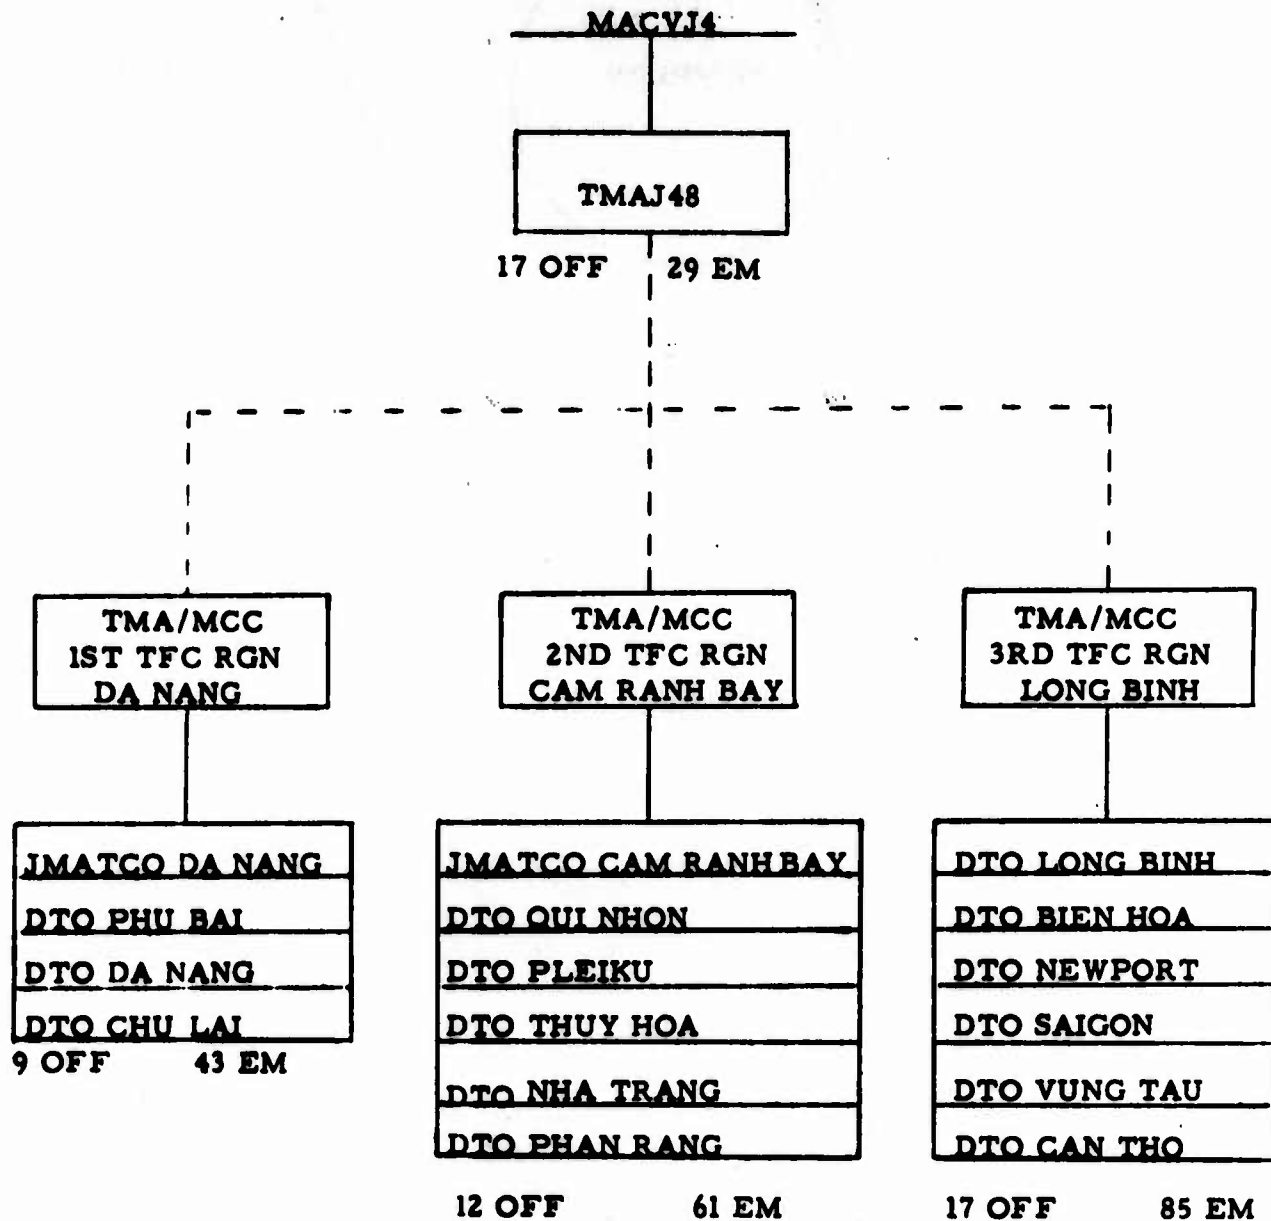 MACVJ4
TMAJ48
17 OFF 29 EM
TMA/MCC
1ST TFC RGN
DA NANG
TMA/MCC
2ND TFC RGN
CAM RANH BAY
TMA/MCC
3RD TFC RGN
LONG BINH
JMATCO DA NANG
DTO PHU BAI
DTO DA NANG
DTO CHU LAI
9 OFF 43 EM
JMATCO CAM RANH BAY
DTO QUI NHON
DTO PLEIKU
DTO THUY HOA
DTO NHA TRANG
DTO PHAN RANG
12 OFF 61 EM
DTO LONG BINH
DTO BIEN HOA
DTO NEWPORT
DTO SAIGON
DTO VUNG TAU
DTO CAN THO
17 OFF 85 EM